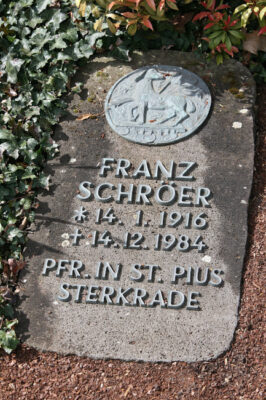 FRANZ
SCHRÖER
* 14. 1. 1916
† 14. 12. 1984
PFR. IN ST. PIUS
STERKRADE